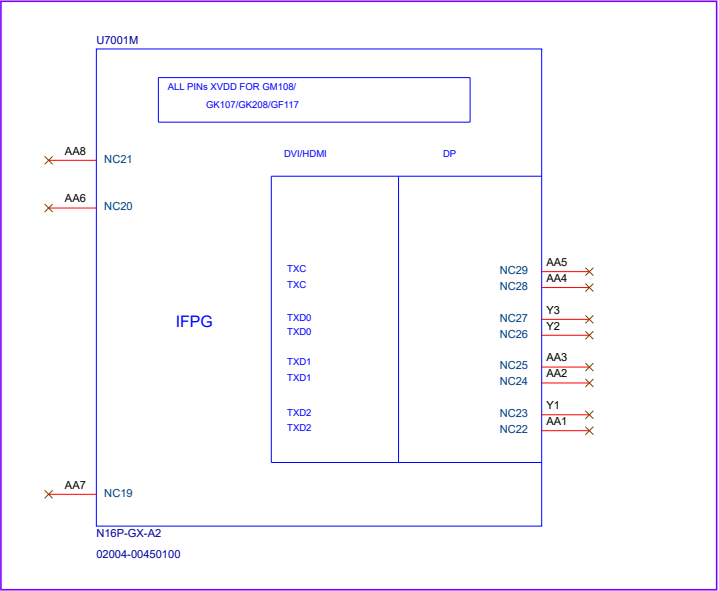 U7001M
ALL PINs XVDD FOR GM108/
GK107/GK208/GF117
DVI/HDMI DP
AA8 NC21
AA6 NC20
TXC NC29 AA5
TXC NC28 AA4
IFPG
TXD0 NC27 Y3
TXD0 NC26 Y2
TXD1 NC25 AA3
TXD1 NC24 AA2
TXD2 NC23 Y1
TXD2 NC22 AA1
AA7 NC19
N16P-GX-A2
02004-00450100